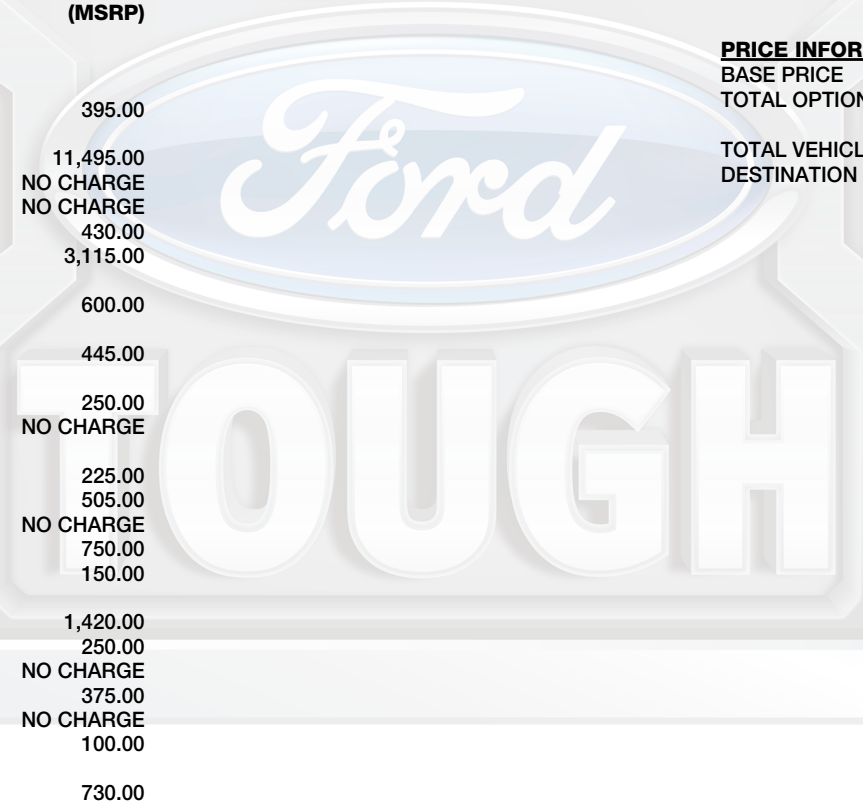 (MSRP)
395.00
11,495.00
NO CHARGE
NO CHARGE
430.00
3,115.00
600.00
445.00
250.00
NO CHARGE
225.00
505.00
NO CHARGE
750.00
150.00
1,420.00
250.00
NO CHARGE
375.00
NO CHARGE
100.00
730.00
PRICE INFOR
BASE PRICE
TOTAL OPTION
TOTAL VEHICL
DESTINATION
Ford
TOUGH